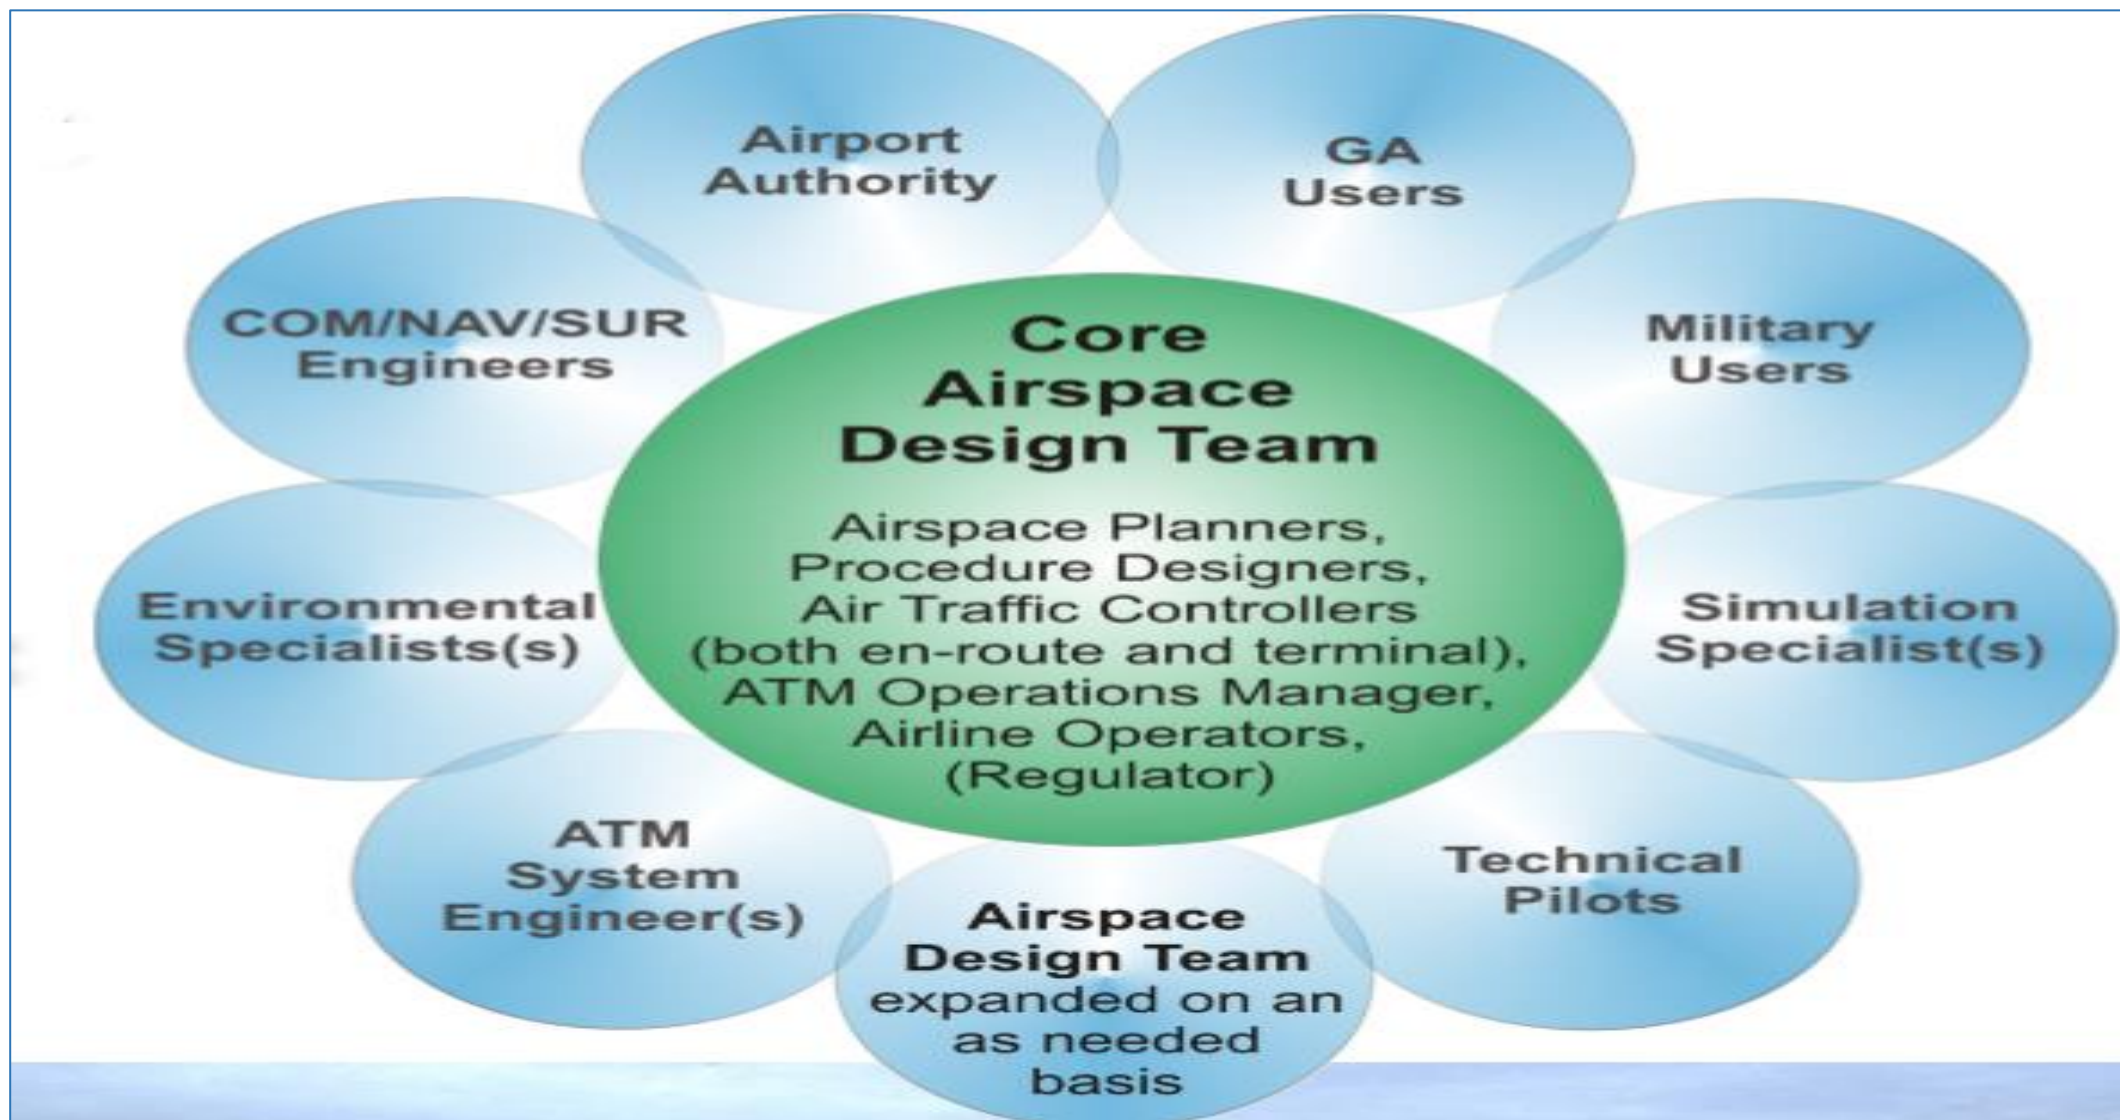 Airport
Authority
GA
Users
COM/NAV/SUR
Engineers
Military
Users
Core
Airspace
Design Team
Airspace Planners,
Procedure Designers,
Air Traffic Controllers
(both en-route and terminal),
ATM Operations Manager,
Airline Operators,
(Regulator)
Environmental
Specialists(s)
Simulation
Specialist(s)
ATM
System
Engineer(s)
Technical
Pilots
Airspace
Design Team
expanded on an
as needed
basis